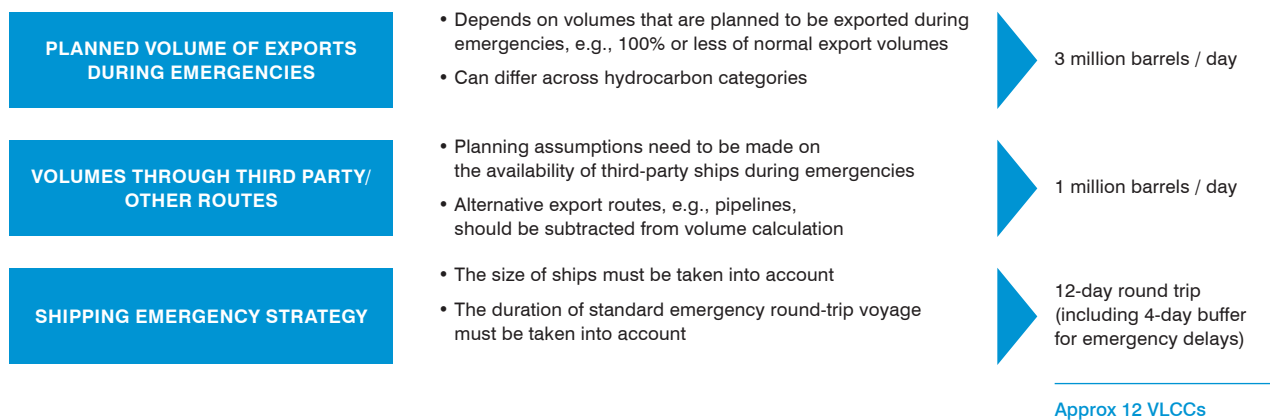 PLANNED VOLUME OF EXPORTS
DURING EMERGENCIES
• Depends on volumes that are planned to be exported during
emergencies, e.g., 100% or less of normal export volumes
• Can differ across hydrocarbon categories
3 million barrels / day
VOLUMES THROUGH THIRD PARTY/
OTHER ROUTES
• Planning assumptions need to be made on
the availability of third-party ships during emergencies
• Alternative export routes, e.g., pipelines,
should be subtracted from volume calculation
1 million barrels / day
SHIPPING EMERGENCY STRATEGY
• The size of ships must be taken into account
• The duration of standard emergency round-trip voyage
must be taken into account
12-day round trip
(including 4-day buffer
for emergency delays)
Approx 12 VLCCs